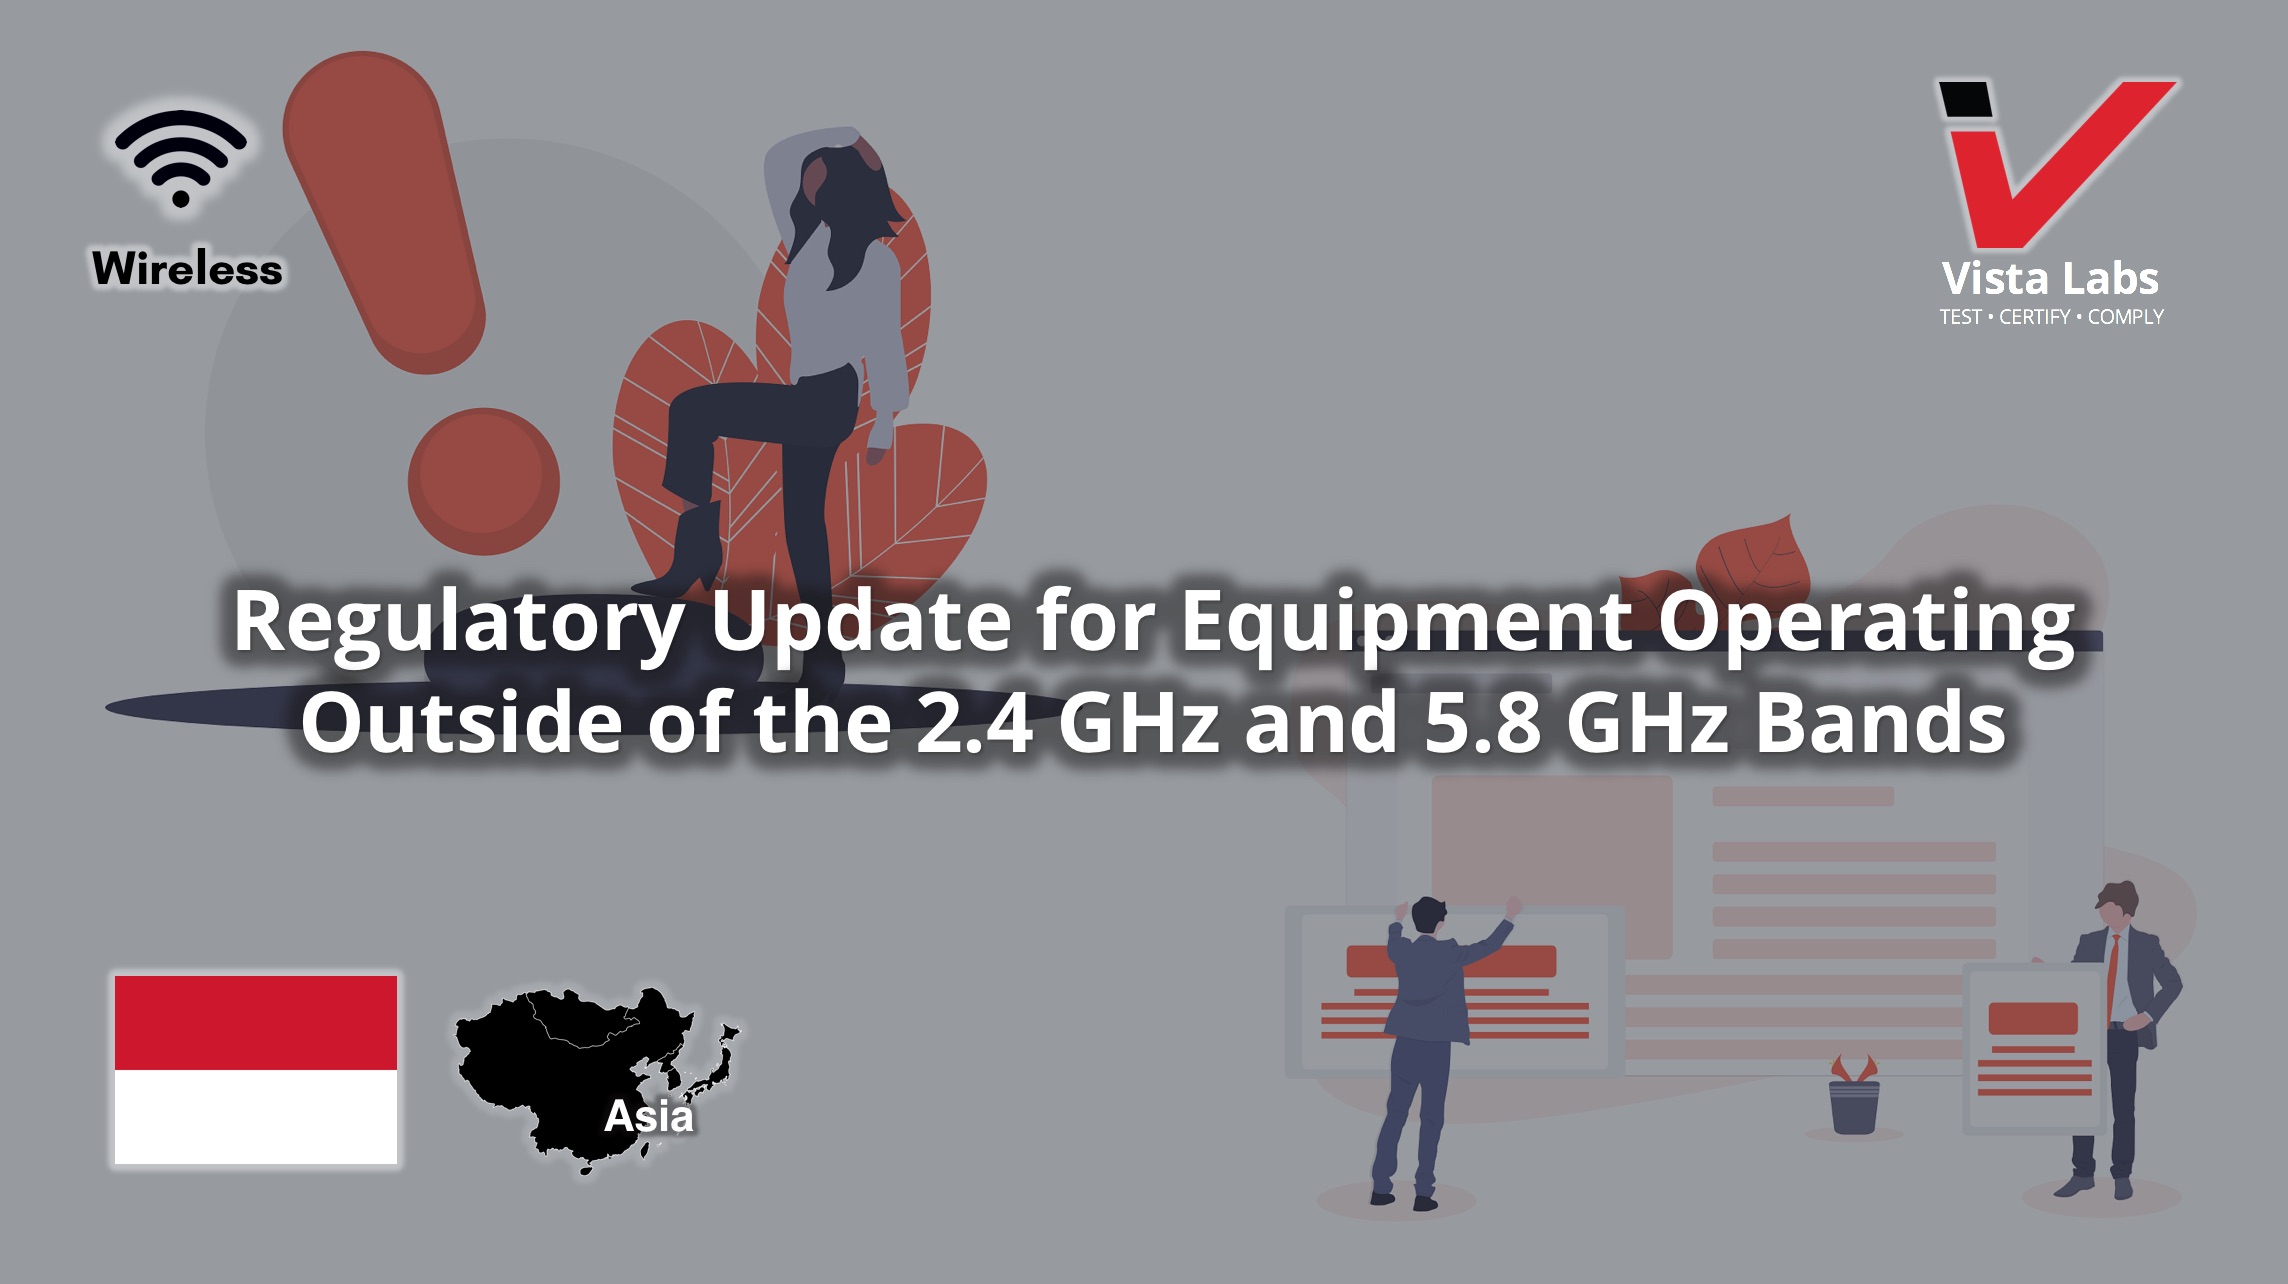 Wireless
Vista Labs
TEST • CERTIFY • COMPLY
Regulatory Update for Equipment Operating
Outside of the 2.4 GHz and 5.8 GHz Bands
Asia